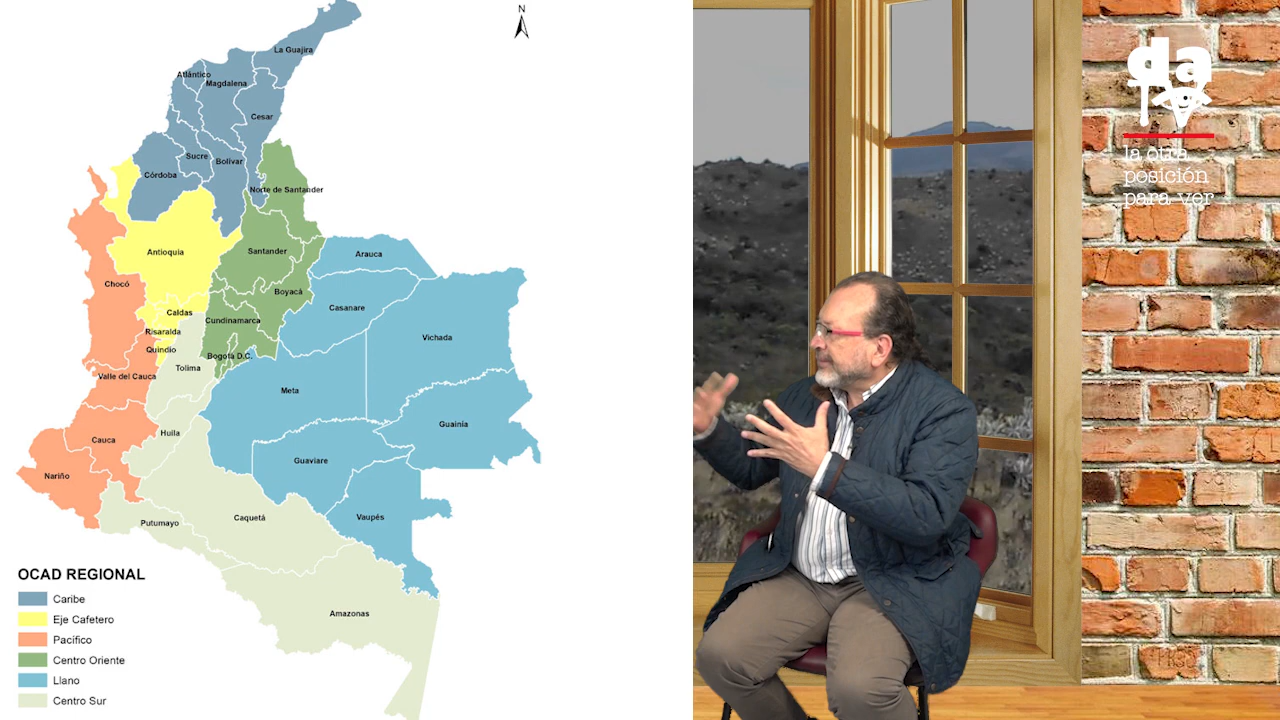 N
La Guajira
Atlántico
Magdalena
Cesar
Sucre
Bolívar
Córdoba
Norte de Santander
Antioquia
Santander
Arauca
Chocó
Boyacá
Casanare
Caldas
Cundinamarca
Risaralda
Vichada
Quindío
Bogotá D.C.
Tolima
Valle del Cauca
Meta
Guainía
Huila
Cauca
Guaviare
Nariño
Caquetá
Vaupés
Putumayo
Amazonas
OCAD REGIONAL
Caribe
Eje Cafetero
Pacífico
Centro Oriente
Llano
Centro Sur
da
la otra
posición
para ver